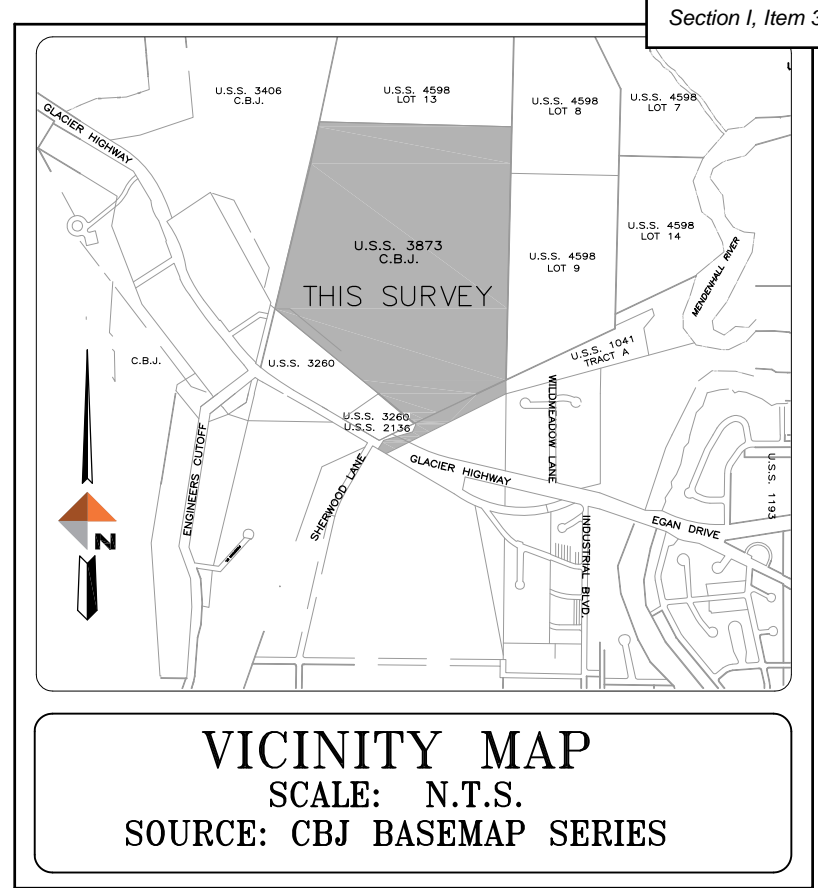 Section I, Item 3
U.S.S. 3406
C.B.J.
U.S.S. 4598
LOT 13
U.S.S. 4598
LOT 8
U.S.S. 4598
LOT 7
GLACIER HIGHWAY
U.S.S. 3873
C.B.J.
THIS SURVEY
U.S.S. 4598
LOT 9
U.S.S. 4598
LOT 14
MENDENHALL RIVER
C.B.J.
U.S.S. 3260
U.S.S. 1041
TRACT A
U.S.S. 3260
U.S.S. 2136
WILDMEADOW LANE
ENGINEERS CUTOFF
SHERWOOD LANE
GLACIER HIGHWAY
EGAN DRIVE
U.S.S. 1193
INDUSTRIAL BLVD.
N
VICINITY MAP
SCALE: N.T.S.
SOURCE: CBJ BASEMAP SERIES